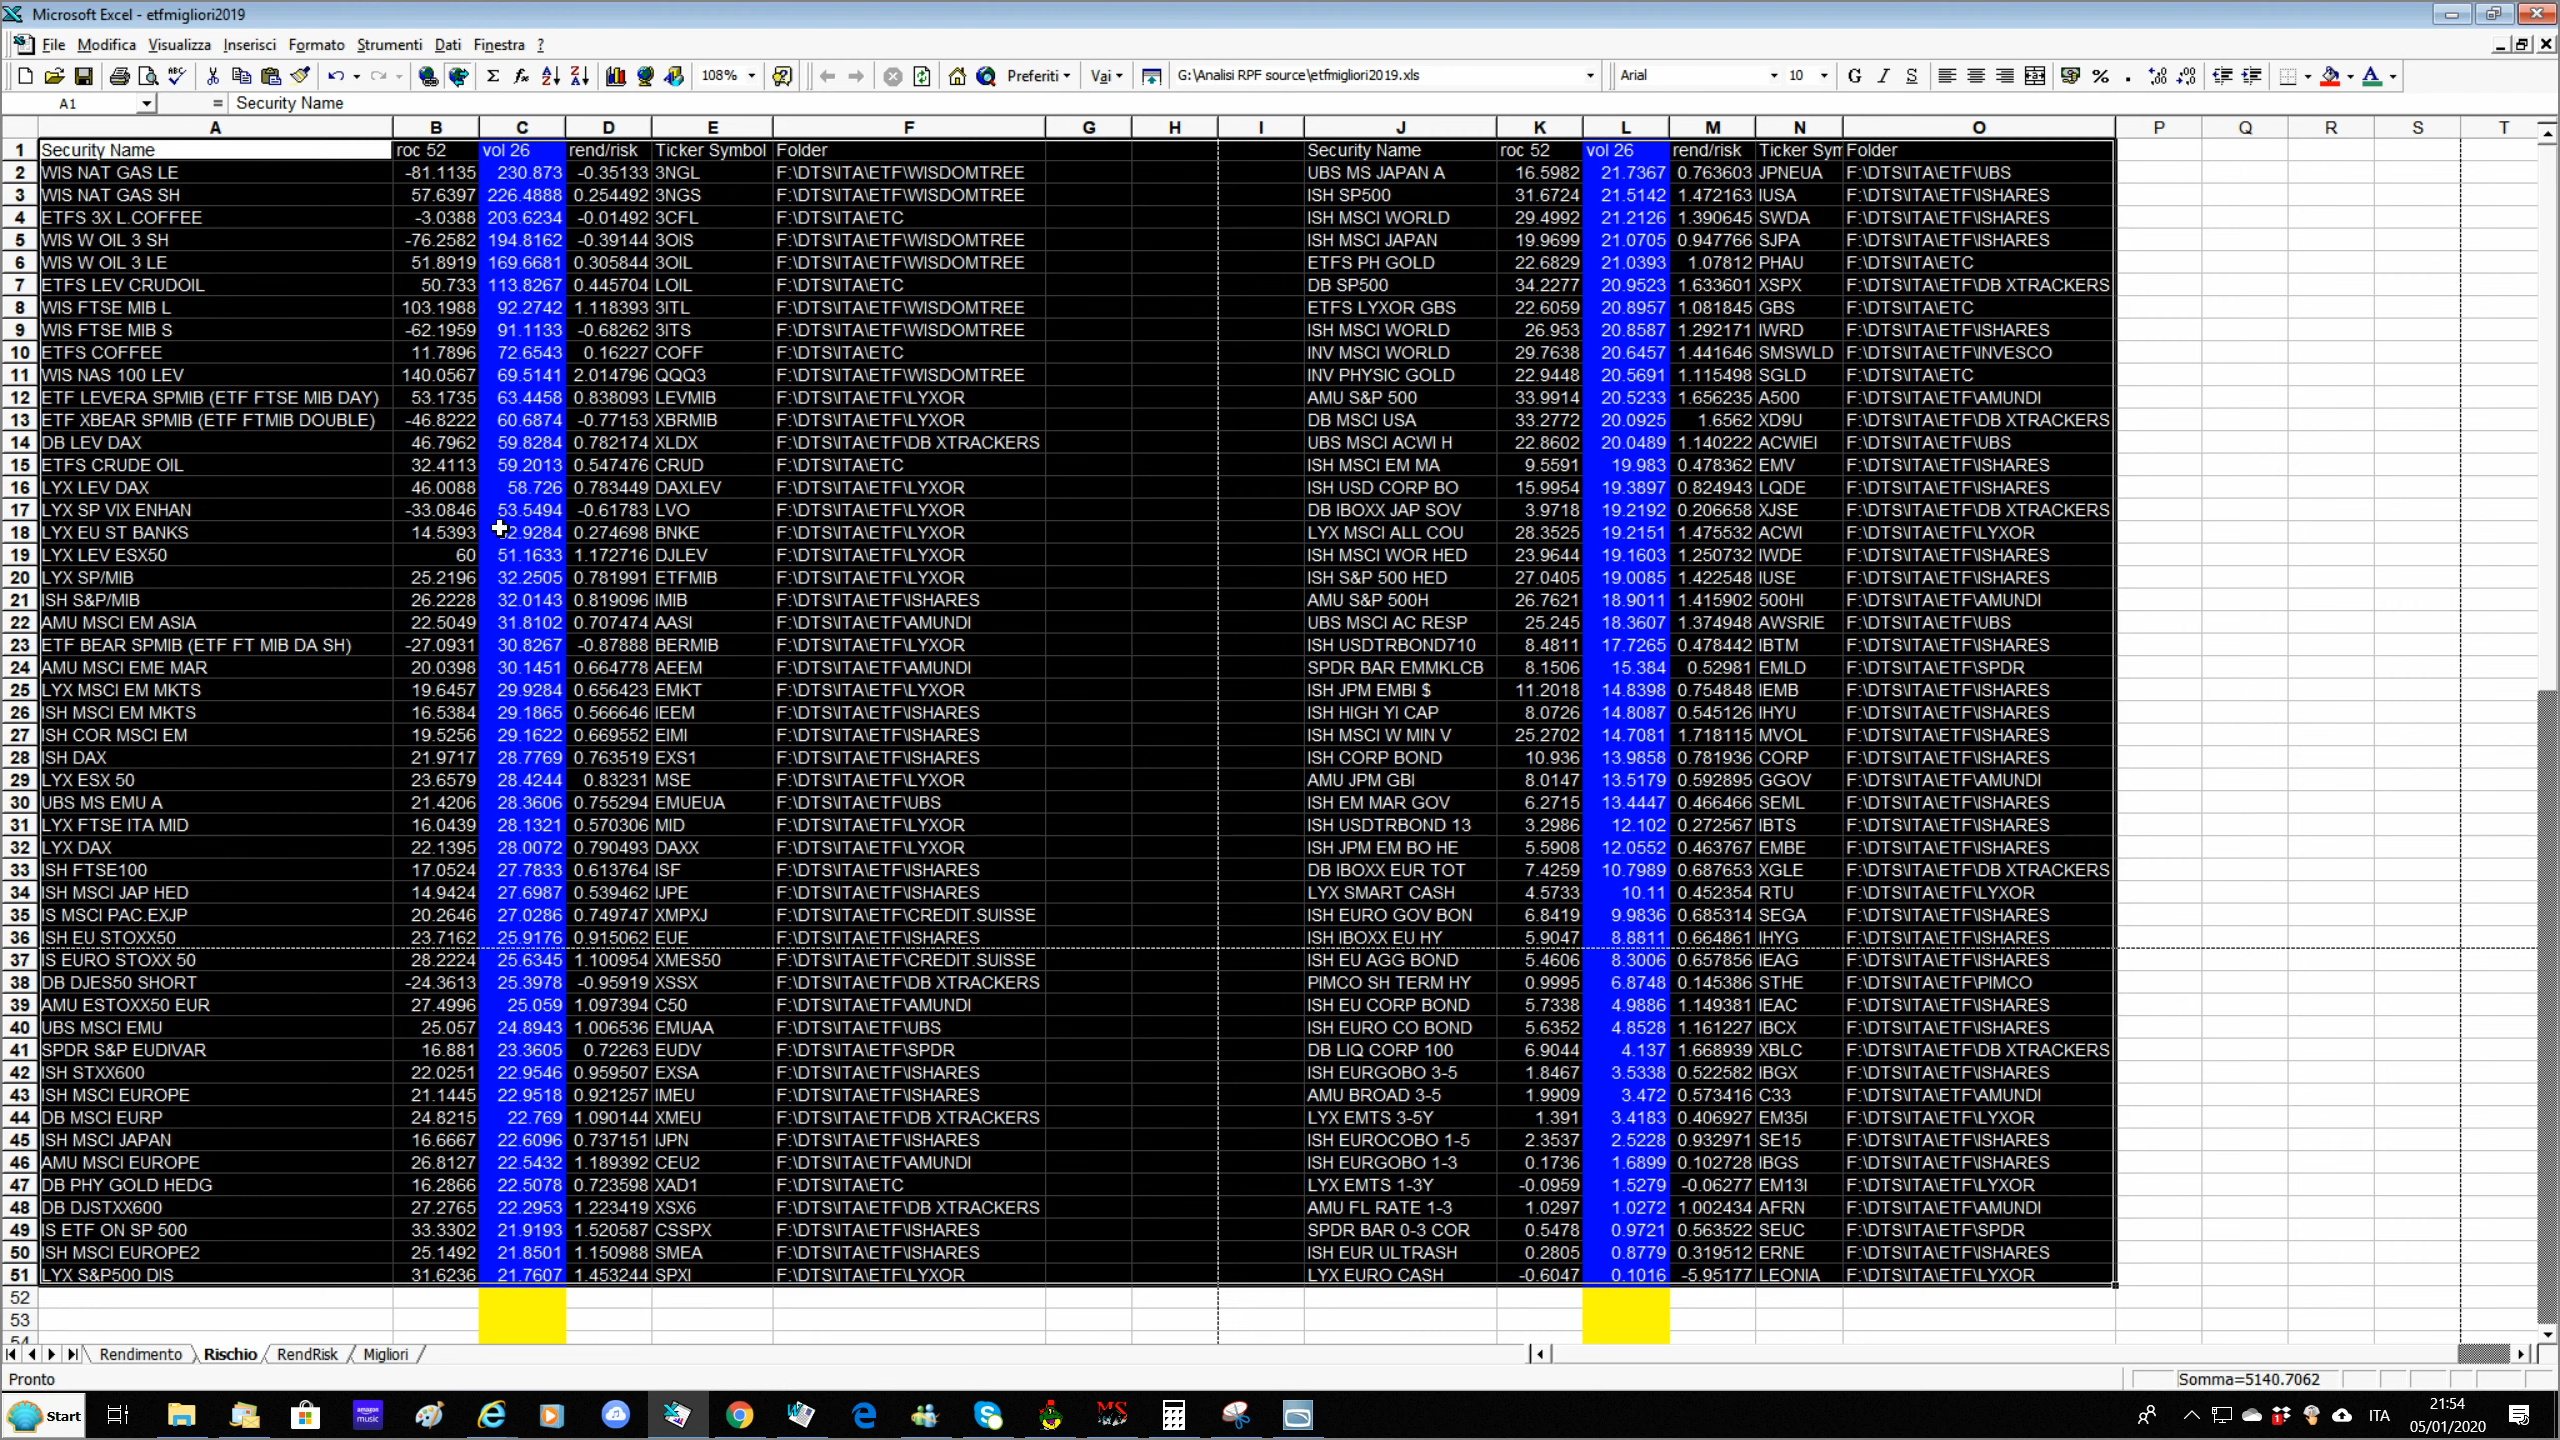 Microsoft Excel - etfmigliori2019
File Modifica Visualizza Inserisci Formato Strumenti Dati Finestra ?
108% Preferiti Vai G:\Analisi RPF source\etfmigliori2019.xls Arial 10 G I S
A1 = Security Name
A B C D E F G H I J K L M N O P Q R S T
1 Security Name roc 52 vol 26 rend/risk Ticker Symbol Folder Security Name roc 52 vol 26 rend/risk Ticker Sym Folder
2 WIS NAT GAS LE -81.1135 230.873 -0.35133 3NGL F:\DTS\ITA\ETF\WISDOMTREE UBS MS JAPAN A 16.5982 21.7367 0.763603 JPNEUA F:\DTS\ITA\ETF\UBS
3 WIS NAT GAS SH 57.6397 226.4888 0.254492 3NGS F:\DTS\ITA\ETF\WISDOMTREE ISH SP500 31.6724 21.5142 1.472163 IUSA F:\DTS\ITA\ETF\ISHARES
4 ETFS 3X L.COFFEE -3.0388 203.6234 -0.01492 3CFL F:\DTS\ITA\ETC ISH MSCI WORLD 29.4992 21.2126 1.390645 SWDA F:\DTS\ITA\ETF\ISHARES
5 WIS W OIL 3 SH -76.2582 194.8162 -0.39144 3OIS F:\DTS\ITA\ETF\WISDOMTREE ISH MSCI JAPAN 19.9699 21.0705 0.947766 SJPA F:\DTS\ITA\ETF\ISHARES
6 WIS W OIL 3 LE 51.8919 169.6681 0.305844 3OIL F:\DTS\ITA\ETF\WISDOMTREE ETFS PH GOLD 22.6829 21.0393 1.07812 PHAU F:\DTS\ITA\ETC
7 ETFS LEV CRUDOIL 50.733 113.8267 0.445704 LOIL F:\DTS\ITA\ETC DB SP500 34.2277 20.9523 1.633601 XSPX F:\DTS\ITA\ETF\DB XTRACKERS
8 WIS FTSE MIB L 103.1988 92.2742 1.118393 3ITL F:\DTS\ITA\ETF\WISDOMTREE ETFS LYXOR GBS 22.6059 20.8957 1.081845 GBS F:\DTS\ITA\ETC
9 WIS FTSE MIB S -62.1959 91.1133 -0.68262 3ITS F:\DTS\ITA\ETF\WISDOMTREE ISH MSCI WORLD 26.953 20.8587 1.292171 IWRD F:\DTS\ITA\ETF\ISHARES
10 ETFS COFFEE 11.7896 72.6543 0.16227 COFF F:\DTS\ITA\ETC INV MSCI WORLD 29.7638 20.6457 1.441646 SMSWLD F:\DTS\ITA\ETF\INVESCO
11 WIS NAS 100 LEV 140.0567 69.5141 2.014796 QQQ3 F:\DTS\ITA\ETF\WISDOMTREE INV PHYSIC GOLD 22.9448 20.5691 1.115498 SGLD F:\DTS\ITA\ETC
12 ETF LEVERA SPMIB (ETF FTSE MIB DAY) 53.1735 63.4458 0.838093 LEVMIB F:\DTS\ITA\ETF\LYXOR AMU S&P 500 33.9914 20.5233 1.656235 A500 F:\DTS\ITA\ETF\AMUNDI
13 ETF XBEAR SPMIB (ETF FTMIB DOUBLE) -46.8222 60.6874 -0.77153 XBRMIB F:\DTS\ITA\ETF\LYXOR DB MSCI USA 33.2772 20.0925 1.6562 XD9U F:\DTS\ITA\ETF\DB XTRACKERS
14 DB LEV DAX 46.7962 59.8284 0.782174 XLDX F:\DTS\ITA\ETF\DB XTRACKERS UBS MSCI ACWI H 22.8602 20.0489 1.140222 ACWIEI F:\DTS\ITA\ETF\UBS
15 ETFS CRUDE OIL 32.4113 59.2013 0.547476 CRUD F:\DTS\ITA\ETC ISH MSCI EM MA 9.5591 19.983 0.478362 EMV F:\DTS\ITA\ETF\ISHARES
16 LYX LEV DAX 46.0088 58.726 0.783449 DAXLEV F:\DTS\ITA\ETF\LYXOR ISH USD CORP BO 15.9954 19.3897 0.824943 LQDE F:\DTS\ITA\ETF\ISHARES
17 LYX SP VIX ENHAN -33.0846 53.5494 -0.61783 LVO F:\DTS\ITA\ETF\LYXOR DB IBOXX JAP SOV 3.9718 19.2192 0.206658 XJSE F:\DTS\ITA\ETF\DB XTRACKERS
18 LYX EU ST BANKS 14.5393 2.9284 0.274698 BNKE F:\DTS\ITA\ETF\LYXOR LYX MSCI ALL COU 28.3525 19.2151 1.475532 ACWI F:\DTS\ITA\ETF\LYXOR
19 LYX LEV ESX50 60 51.1633 1.172716 DJLEV F:\DTS\ITA\ETF\LYXOR ISH MSCI WOR HED 23.9644 19.1603 1.250732 IWDE F:\DTS\ITA\ETF\ISHARES
20 LYX SP/MIB 25.2196 32.2505 0.781991 ETFMIB F:\DTS\ITA\ETF\LYXOR ISH S&P 500 HED 27.0405 19.0085 1.422548 IUSE F:\DTS\ITA\ETF\ISHARES
21 ISH S&P/MIB 26.2228 32.0143 0.819096 IMIB F:\DTS\ITA\ETF\ISHARES AMU S&P 500H 26.7621 18.9011 1.415902 500HI F:\DTS\ITA\ETF\AMUNDI
22 AMU MSCI EM ASIA 22.5049 31.8102 0.707474 AASI F:\DTS\ITA\ETF\AMUNDI UBS MSCI AC RESP 25.245 18.3607 1.374948 AWSRIE F:\DTS\ITA\ETF\UBS
23 ETF BEAR SPMIB (ETF FT MIB DA SH) -27.0931 30.8267 -0.87888 BERMIB F:\DTS\ITA\ETF\LYXOR ISH USDTRBOND710 8.4811 17.7265 0.478442 IBTM F:\DTS\ITA\ETF\ISHARES
24 AMU MSCI EME MAR 20.0398 30.1451 0.664778 AEEM F:\DTS\ITA\ETF\AMUNDI SPDR BAR EMMKLCB 8.1506 15.384 0.52981 EMLD F:\DTS\ITA\ETF\SPDR
25 LYX MSCI EM MKTS 19.6457 29.9284 0.656423 EMKT F:\DTS\ITA\ETF\LYXOR ISH JPM EMBI $ 11.2018 14.8398 0.754848 IEMB F:\DTS\ITA\ETF\ISHARES
26 ISH MSCI EM MKTS 16.5384 29.1865 0.566646 IEEM F:\DTS\ITA\ETF\ISHARES ISH HIGH YI CAP 8.0726 14.8087 0.545126 IHYU F:\DTS\ITA\ETF\ISHARES
27 ISH COR MSCI EM 19.5256 29.1622 0.669552 EIMI F:\DTS\ITA\ETF\ISHARES ISH MSCI W MIN V 25.2702 14.7081 1.718115 MVOL F:\DTS\ITA\ETF\ISHARES
28 ISH DAX 21.9717 28.7769 0.763519 EXS1 F:\DTS\ITA\ETF\ISHARES ISH CORP BOND 10.936 13.9858 0.781936 CORP F:\DTS\ITA\ETF\ISHARES
29 LYX ESX 50 23.6579 28.4244 0.83231 MSE F:\DTS\ITA\ETF\LYXOR AMU JPM GBI 8.0147 13.5179 0.592895 GGOV F:\DTS\ITA\ETF\AMUNDI
30 UBS MS EMU A 21.4206 28.3606 0.755294 EMUEUA F:\DTS\ITA\ETF\UBS ISH EM MAR GOV 6.2715 13.4447 0.466466 SEML F:\DTS\ITA\ETF\ISHARES
31 LYX FTSE ITA MID 16.0439 28.1321 0.570306 MID F:\DTS\ITA\ETF\LYXOR ISH USDTRBOND 13 3.2986 12.102 0.272567 IBTS F:\DTS\ITA\ETF\ISHARES
32 LYX DAX 22.1395 28.0072 0.790493 DAXX F:\DTS\ITA\ETF\LYXOR ISH JPM EM BO HE 5.5908 12.0552 0.463767 EMBE F:\DTS\ITA\ETF\ISHARES
33 ISH FTSE100 17.0524 27.7833 0.613764 ISF F:\DTS\ITA\ETF\ISHARES DB IBOXX EUR TOT 7.4259 10.7989 0.687653 XGLE F:\DTS\ITA\ETF\DB XTRACKERS
34 ISH MSCI JAP HED 14.9424 27.6987 0.539462 IJPE F:\DTS\ITA\ETF\ISHARES LYX SMART CASH 4.5733 10.11 0.452354 RTU F:\DTS\ITA\ETF\LYXOR
35 IS MSCI PAC.EXJP 20.2646 27.0286 0.749747 XMPXJ F:\DTS\ITA\ETF\CREDIT.SUISSE ISH EURO GOV BON 6.8419 9.9836 0.685314 SEGA F:\DTS\ITA\ETF\ISHARES
36 ISH EU STOXX50 23.7162 25.9176 0.915062 EUE F:\DTS\ITA\ETF\ISHARES ISH IBOXX EU HY 5.9047 8.8811 0.664861 IHYG F:\DTS\ITA\ETF\ISHARES
37 IS EURO STOXX 50 28.2224 25.6345 1.100954 XMES50 F:\DTS\ITA\ETF\CREDIT.SUISSE ISH EU AGG BOND 5.4606 8.3006 0.657856 IEAG F:\DTS\ITA\ETF\ISHARES
38 DB DJES50 SHORT -24.3613 25.3978 -0.95919 XSSX F:\DTS\ITA\ETF\DB XTRACKERS PIMCO SH TERM HY 0.9995 6.8748 0.145386 STHE F:\DTS\ITA\ETF\PIMCO
39 AMU ESTOXX50 EUR 27.4996 25.059 1.097394 C50 F:\DTS\ITA\ETF\AMUNDI ISH EU CORP BOND 5.7338 4.9886 1.149381 IEAC F:\DTS\ITA\ETF\ISHARES
40 UBS MSCI EMU 25.057 24.8943 1.006536 EMUAA F:\DTS\ITA\ETF\UBS ISH EURO CO BOND 5.6352 4.8528 1.161227 IBCX F:\DTS\ITA\ETF\ISHARES
41 SPDR S&P EUDIVAR 16.881 23.3605 0.72263 EUDV F:\DTS\ITA\ETF\SPDR DB LIQ CORP 100 6.9044 4.137 1.668939 XBLC F:\DTS\ITA\ETF\DB XTRACKERS
42 ISH STXX600 22.0251 22.9546 0.959507 EXSA F:\DTS\ITA\ETF\ISHARES ISH EURGOBO 3-5 1.8467 3.5338 0.522582 IBGX F:\DTS\ITA\ETF\ISHARES
43 ISH MSCI EUROPE 21.1445 22.9518 0.921257 IMEU F:\DTS\ITA\ETF\ISHARES AMU BROAD 3-5 1.9909 3.472 0.573416 C33 F:\DTS\ITA\ETF\AMUNDI
44 DB MSCI EURP 24.8215 22.769 1.090144 XMEU F:\DTS\ITA\ETF\DB XTRACKERS LYX EMTS 3-5Y 1.391 3.4183 0.406927 EM35I F:\DTS\ITA\ETF\LYXOR
45 ISH MSCI JAPAN 16.6667 22.6096 0.737151 IJPN F:\DTS\ITA\ETF\ISHARES ISH EUROCOBO 1-5 2.3537 2.5228 0.932971 SE15 F:\DTS\ITA\ETF\ISHARES
46 AMU MSCI EUROPE 26.8127 22.5432 1.189392 CEU2 F:\DTS\ITA\ETF\AMUNDI ISH EURGOBO 1-3 0.1736 1.6899 0.102728 IBGS F:\DTS\ITA\ETF\ISHARES
47 DB PHY GOLD HEDG 16.2866 22.5078 0.723598 XAD1 F:\DTS\ITA\ETC LYX EMTS 1-3Y -0.0959 1.5279 -0.06277 EM13I F:\DTS\ITA\ETF\LYXOR
48 DB DJSTXX600 27.2765 22.2953 1.223419 XSX6 F:\DTS\ITA\ETF\DB XTRACKERS AMU FL RATE 1-3 1.0297 1.0272 1.002434 AFRN F:\DTS\ITA\ETF\AMUNDI
49 IS ETF ON SP 500 33.3302 21.9193 1.520587 CSSPX F:\DTS\ITA\ETF\ISHARES SPDR BAR 0-3 COR 0.5478 0.9721 0.563522 SEUC F:\DTS\ITA\ETF\SPDR
50 ISH MSCI EUROPE2 25.1492 21.8501 1.150988 SMEA F:\DTS\ITA\ETF\ISHARES ISH EUR ULTRASH 0.2805 0.8779 0.319512 ERNE F:\DTS\ITA\ETF\ISHARES
51 LYX S&P500 DIS 31.6236 21.7607 1.453244 SPXI F:\DTS\ITA\ETF\LYXOR LYX EURO CASH -0.6047 0.1016 -5.95177 LEONIA F:\DTS\ITA\ETF\LYXOR
52
53
54
Rendimento Rischio RendRisk Migliori
Pronto Somma=5140.7062
Start amazon music MS ITA 21:54
05/01/2020